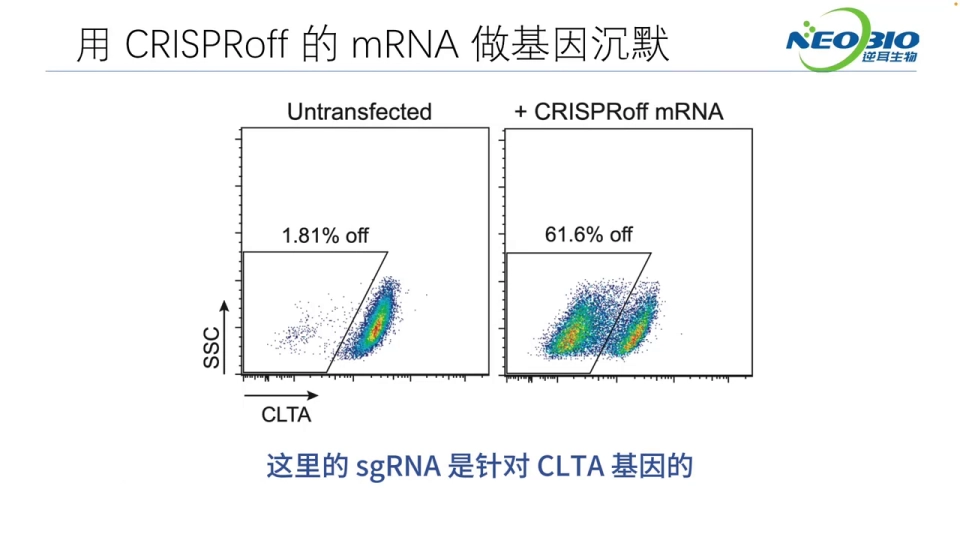 用 CRISPRoff 的 mRNA 做基因沉默
NEOBIO
逆耳生物
Untransfected
+ CRISPRoff mRNA
1.81% off
61.6% off
SSC
CLTA
这里的 sgRNA 是针对 CLTA 基因的